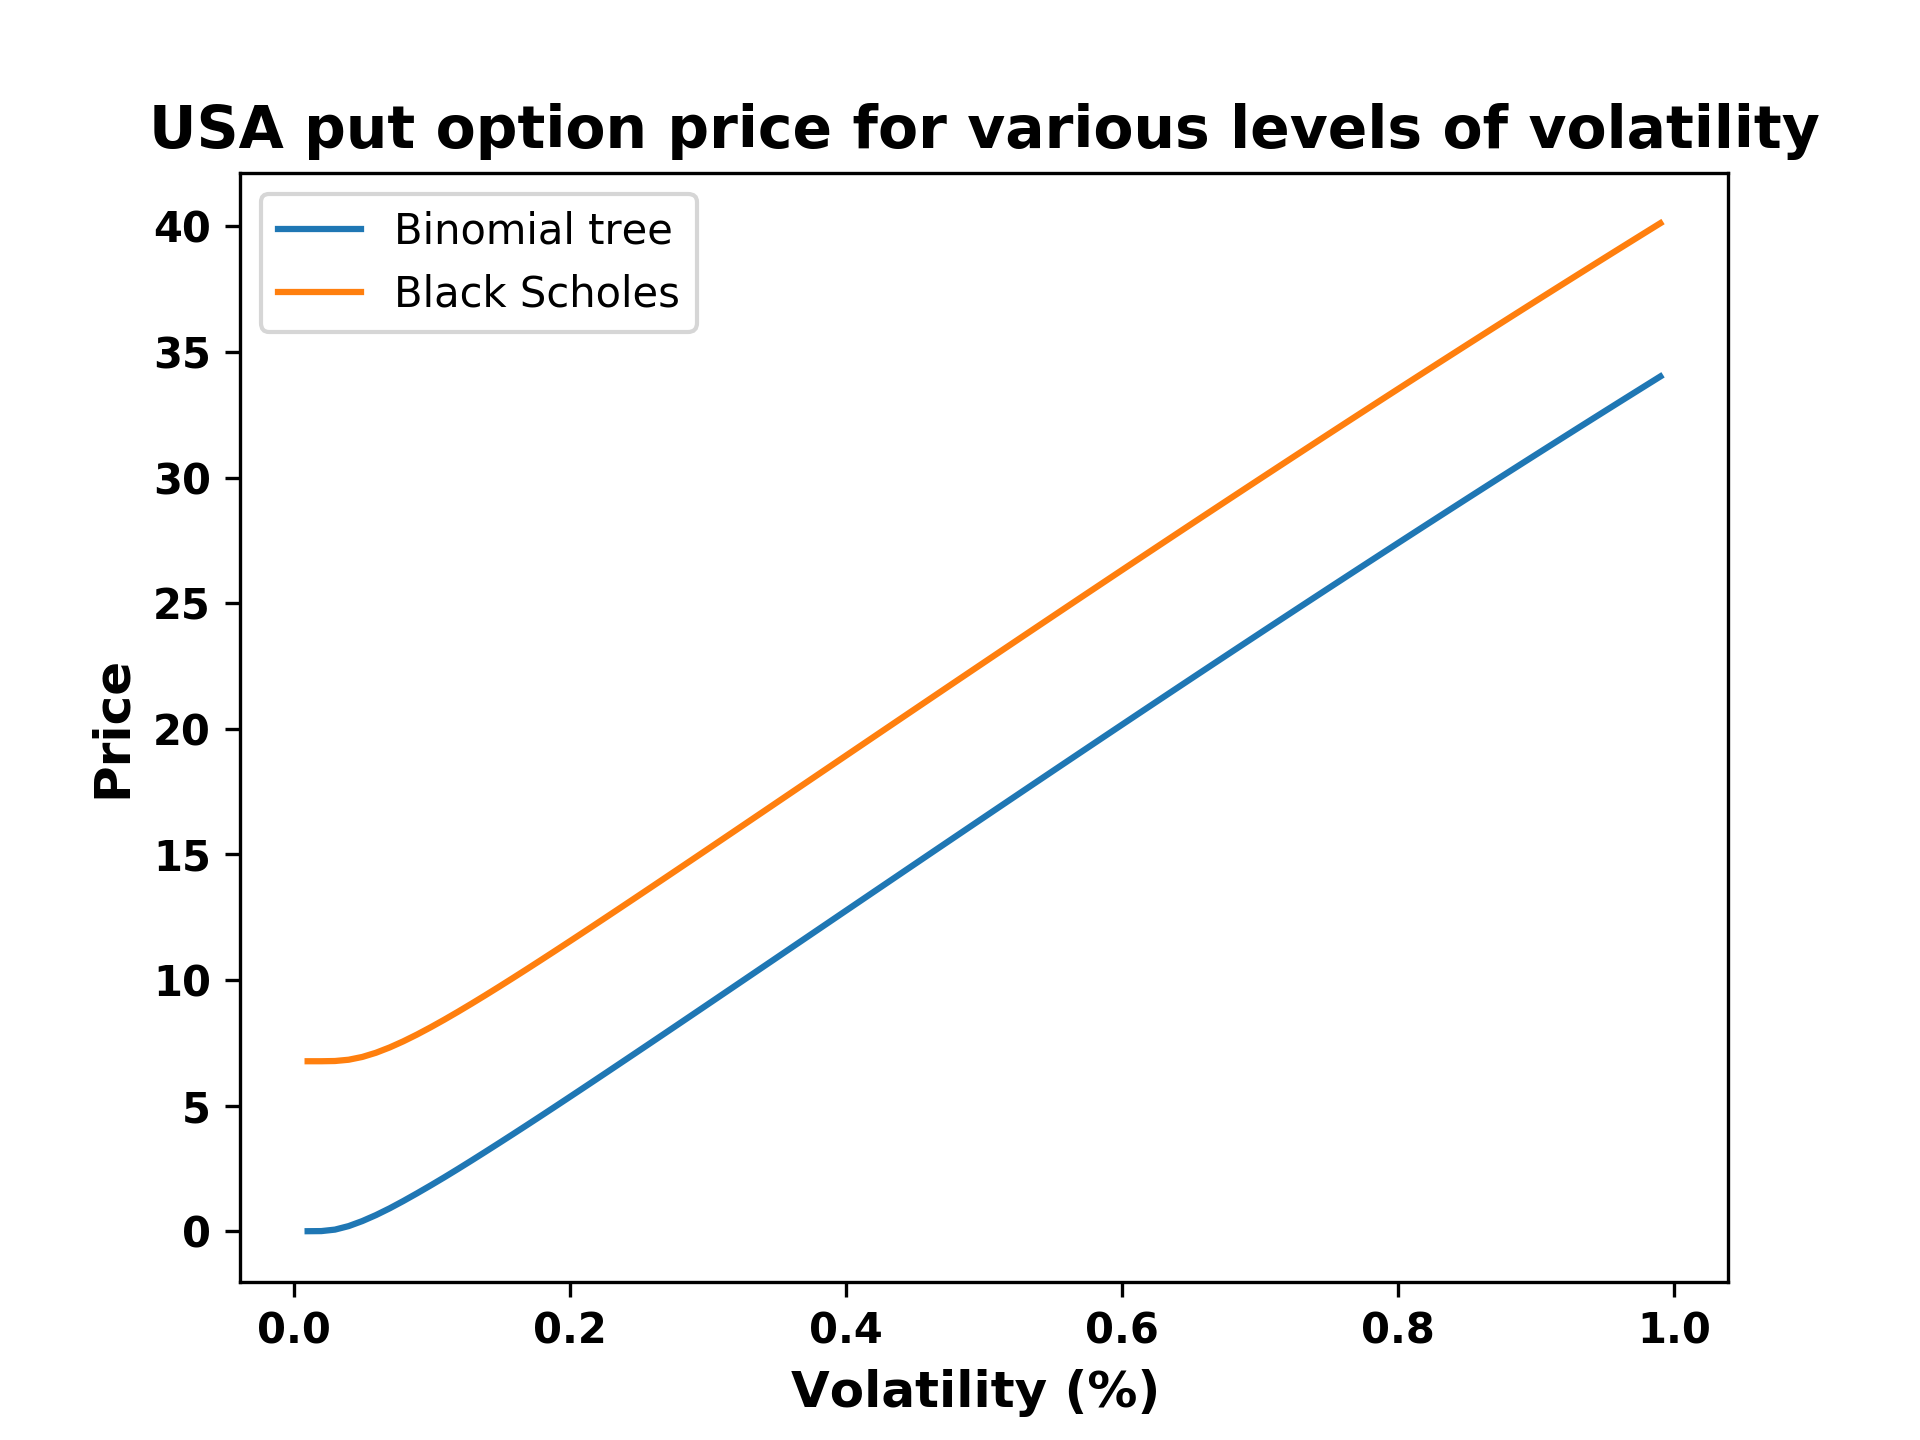 USA put option price for various levels of volatility
Binomial tree
Black Scholes
40
35
30
25
20
15
10
5
0
Price
0.0 0.2 0.4 0.6 0.8 1.0
Volatility (%)